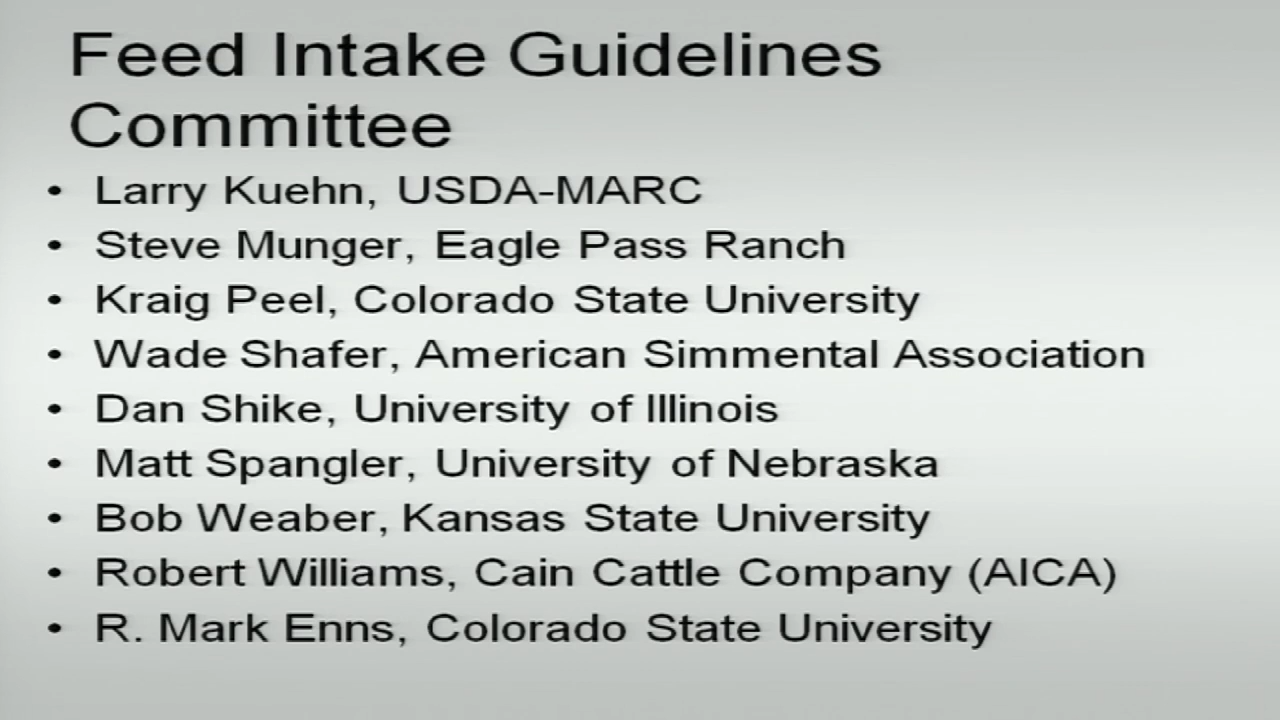 Feed Intake Guidelines
Committee
• Larry Kuehn, USDA-MARC
• Steve Munger, Eagle Pass Ranch
• Kraig Peel, Colorado State University
• Wade Shafer, American Simmental Association
• Dan Shike, University of Illinois
• Matt Spangler, University of Nebraska
• Bob Weaber, Kansas State University
• Robert Williams, Cain Cattle Company (AICA)
• R. Mark Enns, Colorado State University